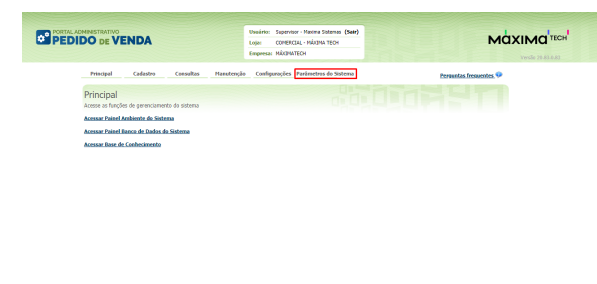 PORTAL ADMINISTRATIVO
PEDIDO DE VENDA
Usuário: Supervisor - Maxima Sistemas (Sair)
Loja: COMERCIAL - MÁXIMA TECH
Empresa: MÁXIMATECH
MÁXIMA TECH
Principal Cadastro Consultas Manutenção Configurações Parâmetros do Sistema
Perguntas frequentes
Principal
Acesse as funções de gerenciamento do sistema
Acessar Painel Ambiente do Sistema
Acessar Painel Banco de Dados do Sistema
Acessar Base de Conhecimento